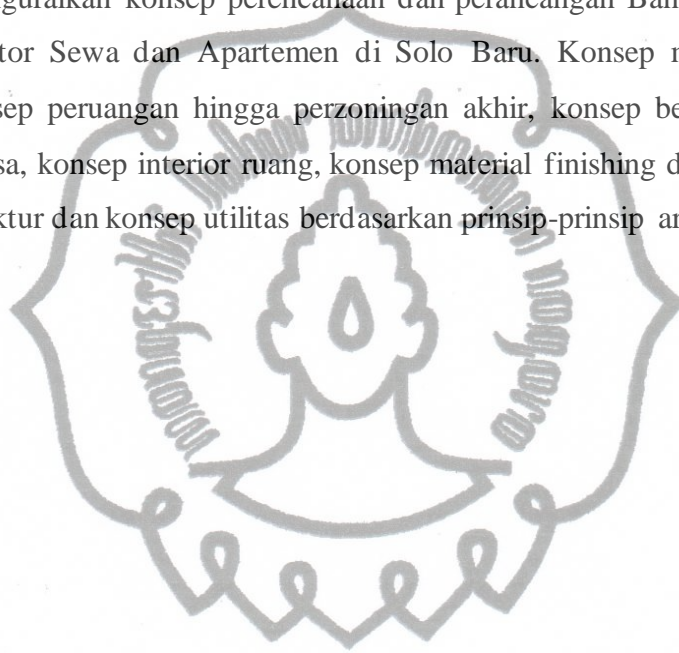 guraikan konsep perencanaan dan perancangan Ban
tor Sewa dan Apartemen di Solo Baru. Konsep m
sep peruangan hingga perzoningan akhir, konsep be
sa, konsep interior ruang, konsep material finishing d
ktur dan konsep utilitas berdasarkan prinsip-prinsip ar